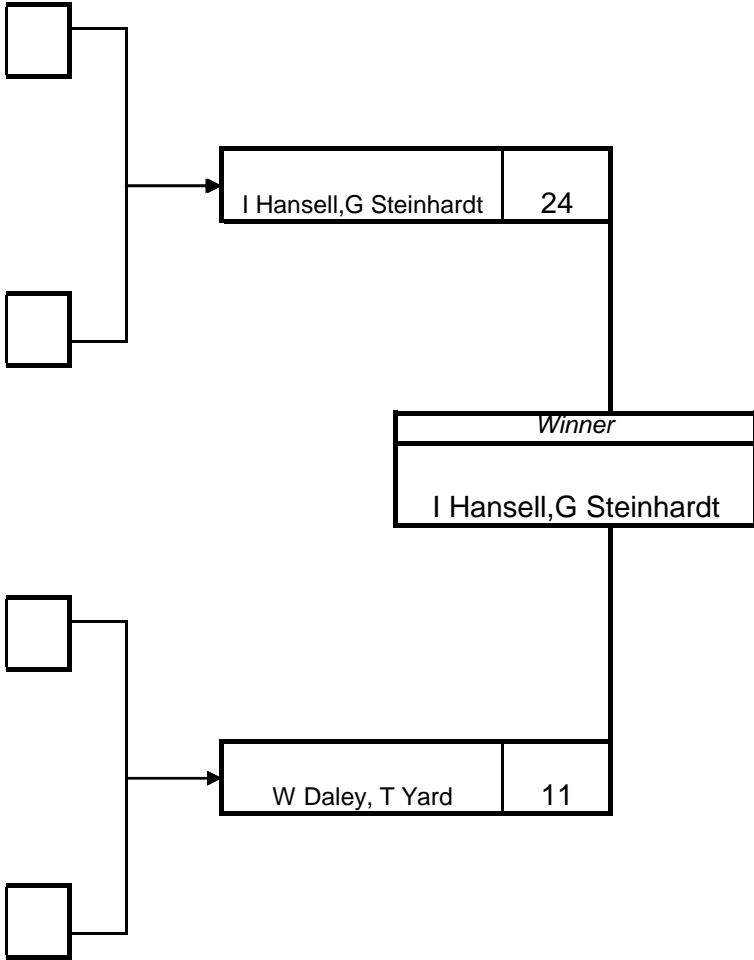 I Hansell,G Steinhardt 24
Winner
I Hansell,G Steinhardt
W Daley, T Yard 11